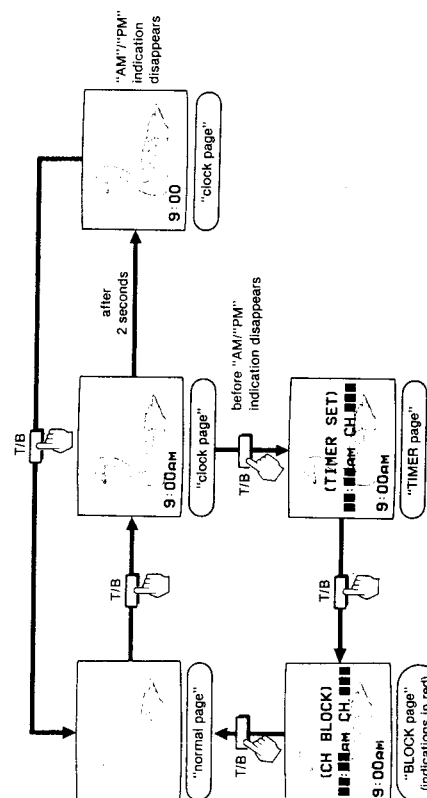 T/B
"AM"/"PM"
indication
disappears
after
2 seconds
T/B
9:00AM
9:00
"normal page"
"clock page"
"clock page"
T/B
T/B
before "AM"/"PM"
indication disappears
(CH BLOCK)
AM CH
9:00AM
T/B
(TIMER SET)
AM CH
9:00AM
"BLOCK page"
(indications in red)
"TIMER page"